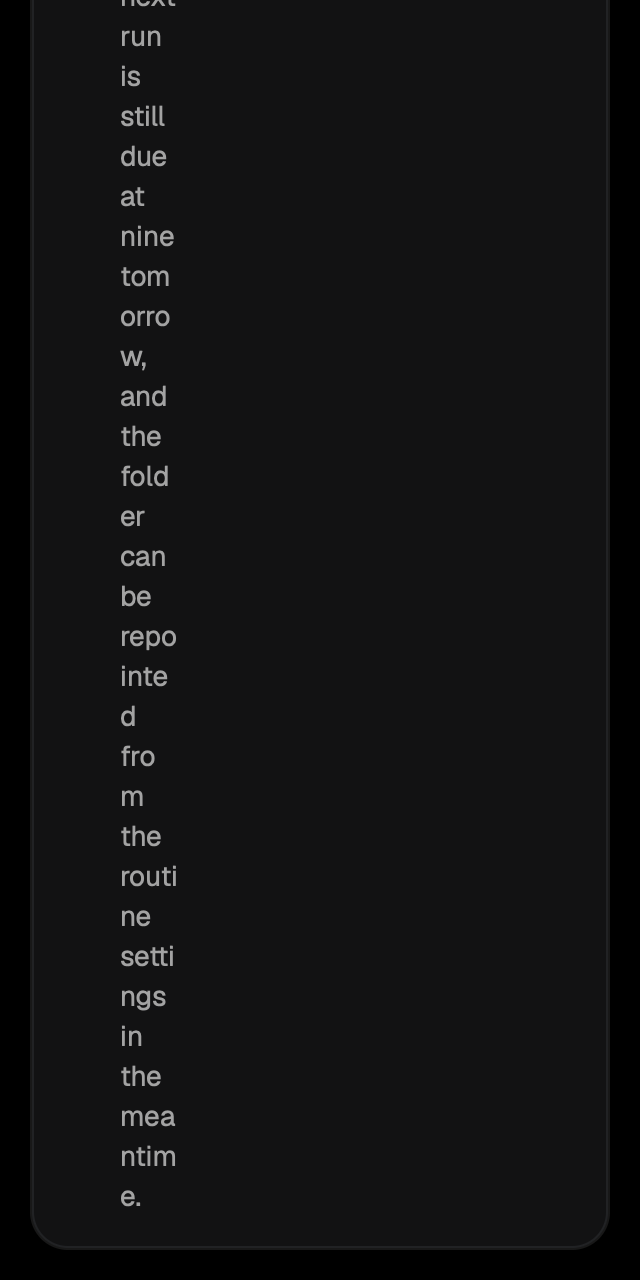 next
run
is
still
due
at
nine
tom
orro
w,
and
the
fold
er
can
be
repo
inte
d
fro
m
the
routi
ne
setti
ngs
in
the
mea
ntim
e.